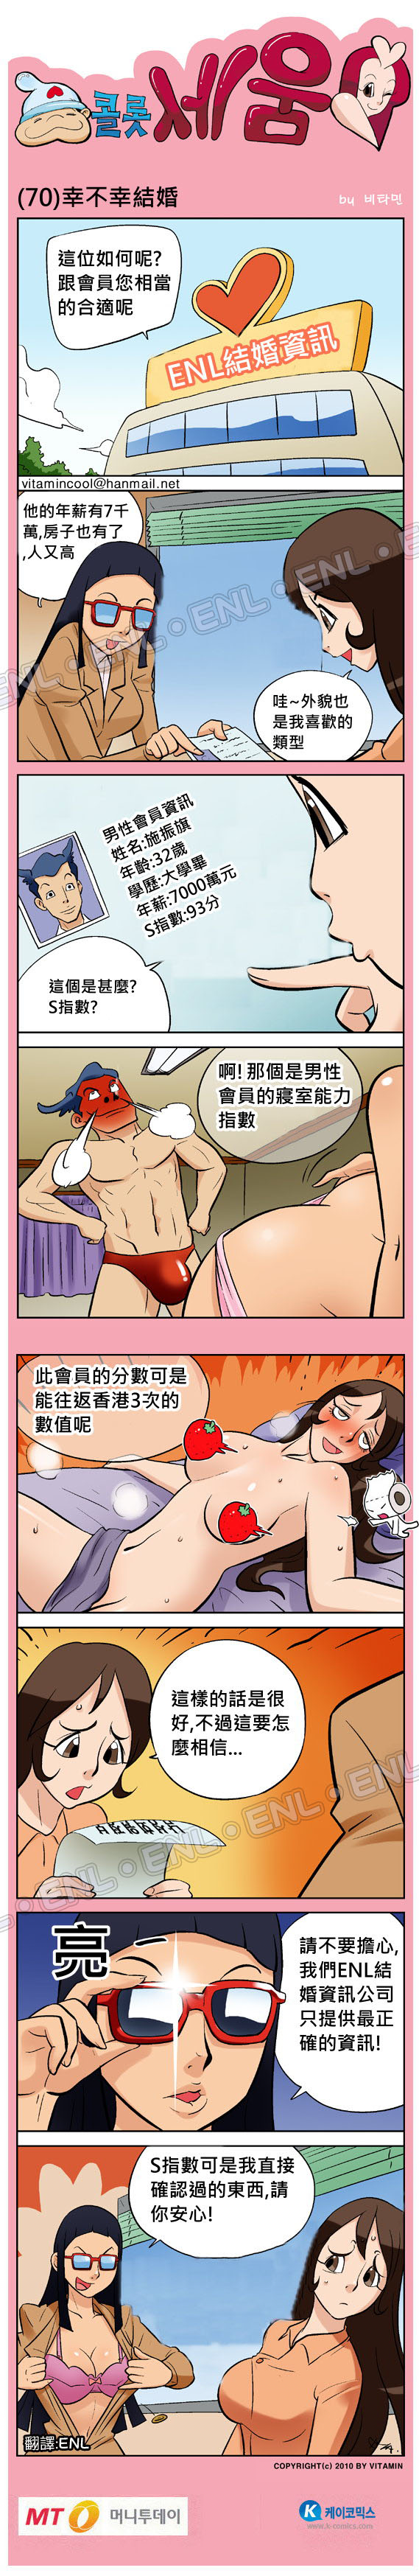 콜롯
세움
(70)幸不幸結婚
by 비타민
這位如何呢?
跟會員您相當
的合適呢
ENL結婚資訊
vitamincool@hanmail.net
他的年薪有7千
萬,房子也有了
,人又高
哇~外貌也
是我喜歡的
類型
男性會員資訊
姓名:施振旗
年齡:32歲
學歷:大學畢
年薪:7000萬元
S指數:93分
這個是甚麼?
S指數?
啊! 那個是男性
會員的寢室能力
指數
此會員的分數可是
能往返香港3次的
數值呢
這樣的話是很
好,不過這要怎
麼相信...
亮
請不要擔心,
我們ENL結
婚資訊公司
只提供最正
確的資訊!
S指數可是我直接
確認過的東西,請
你安心!
翻譯:ENL
COPYRIGHT(c) 2010 BY VITAMIN
MT 머니투데이
K 케이코믹스
www.k-comics.com
ENL
ENL
ENL
ENL
ENL
ENL
ENL
ENL